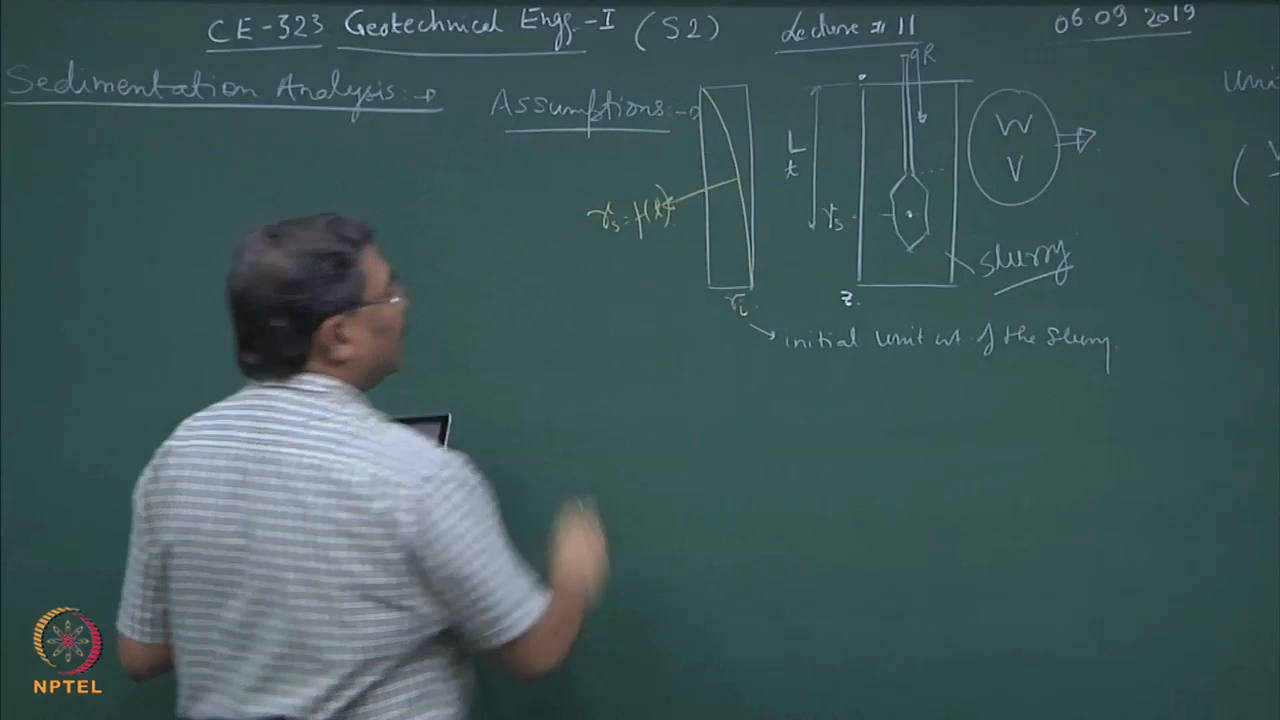 CE-323 Geotechnical Engg.-I (S2) Lecture # 11 06.09 2019
Sedimentation Analysis:→
Assumptions:→
R
L
t
W
V
Uni
γs = f(t)
γs
slurry
γi
z
initial unit wt of the slurry.
NPTEL